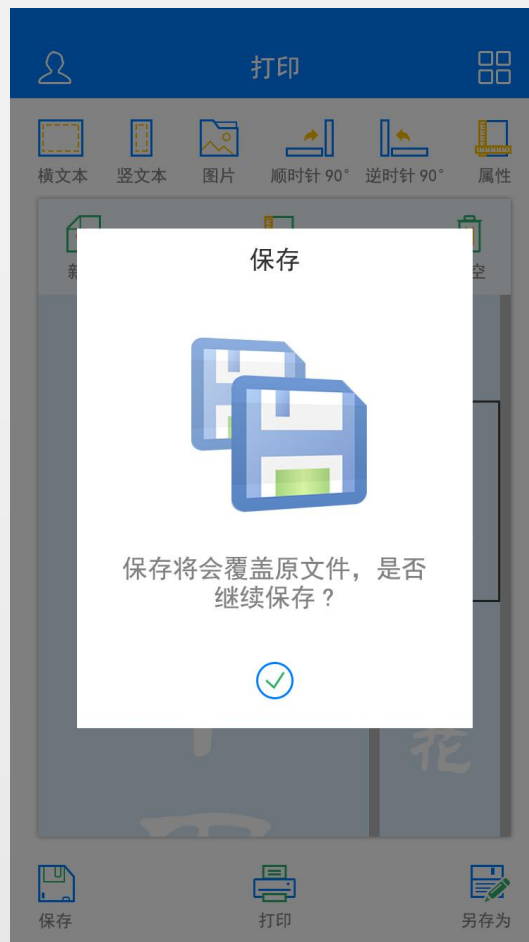 打印
横文本 竖文本 图片 顺时针 90° 逆时针 90° 属性
空
保存
保存将会覆盖原文件，是否
继续保存？
花
保存 打印 另存为